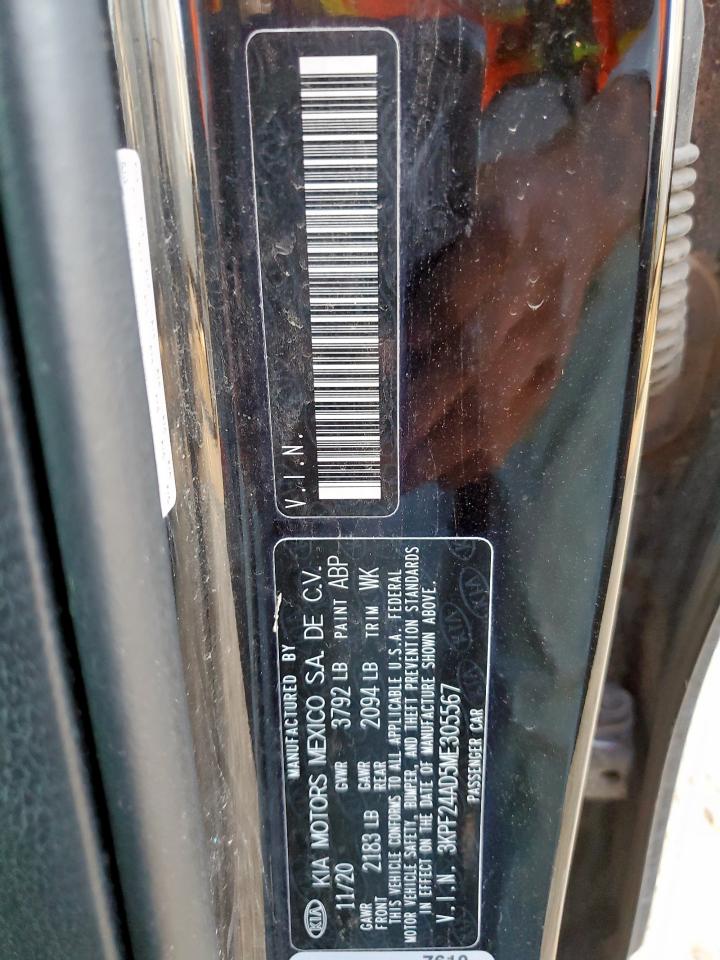 V.I.N.
MANUFACTURED BY
KIA KIA MOTORS MEXICO S.A. DE C.V.
11/20 GVWR 3792 LB PAINT ABP
GAWR FRONT 2183 LB GAWR REAR 2094 LB TRIM WK
THIS VEHICLE CONFORMS TO ALL APPLICABLE U.S.A. FEDERAL
MOTOR VEHICLE SAFETY, BUMPER, AND THEFT PREVENTION STANDARDS
IN EFFECT ON THE DATE OF MANUFACTURE SHOWN ABOVE.
V.I.N. 3KPF24AD5ME305567
PASSENGER CAR